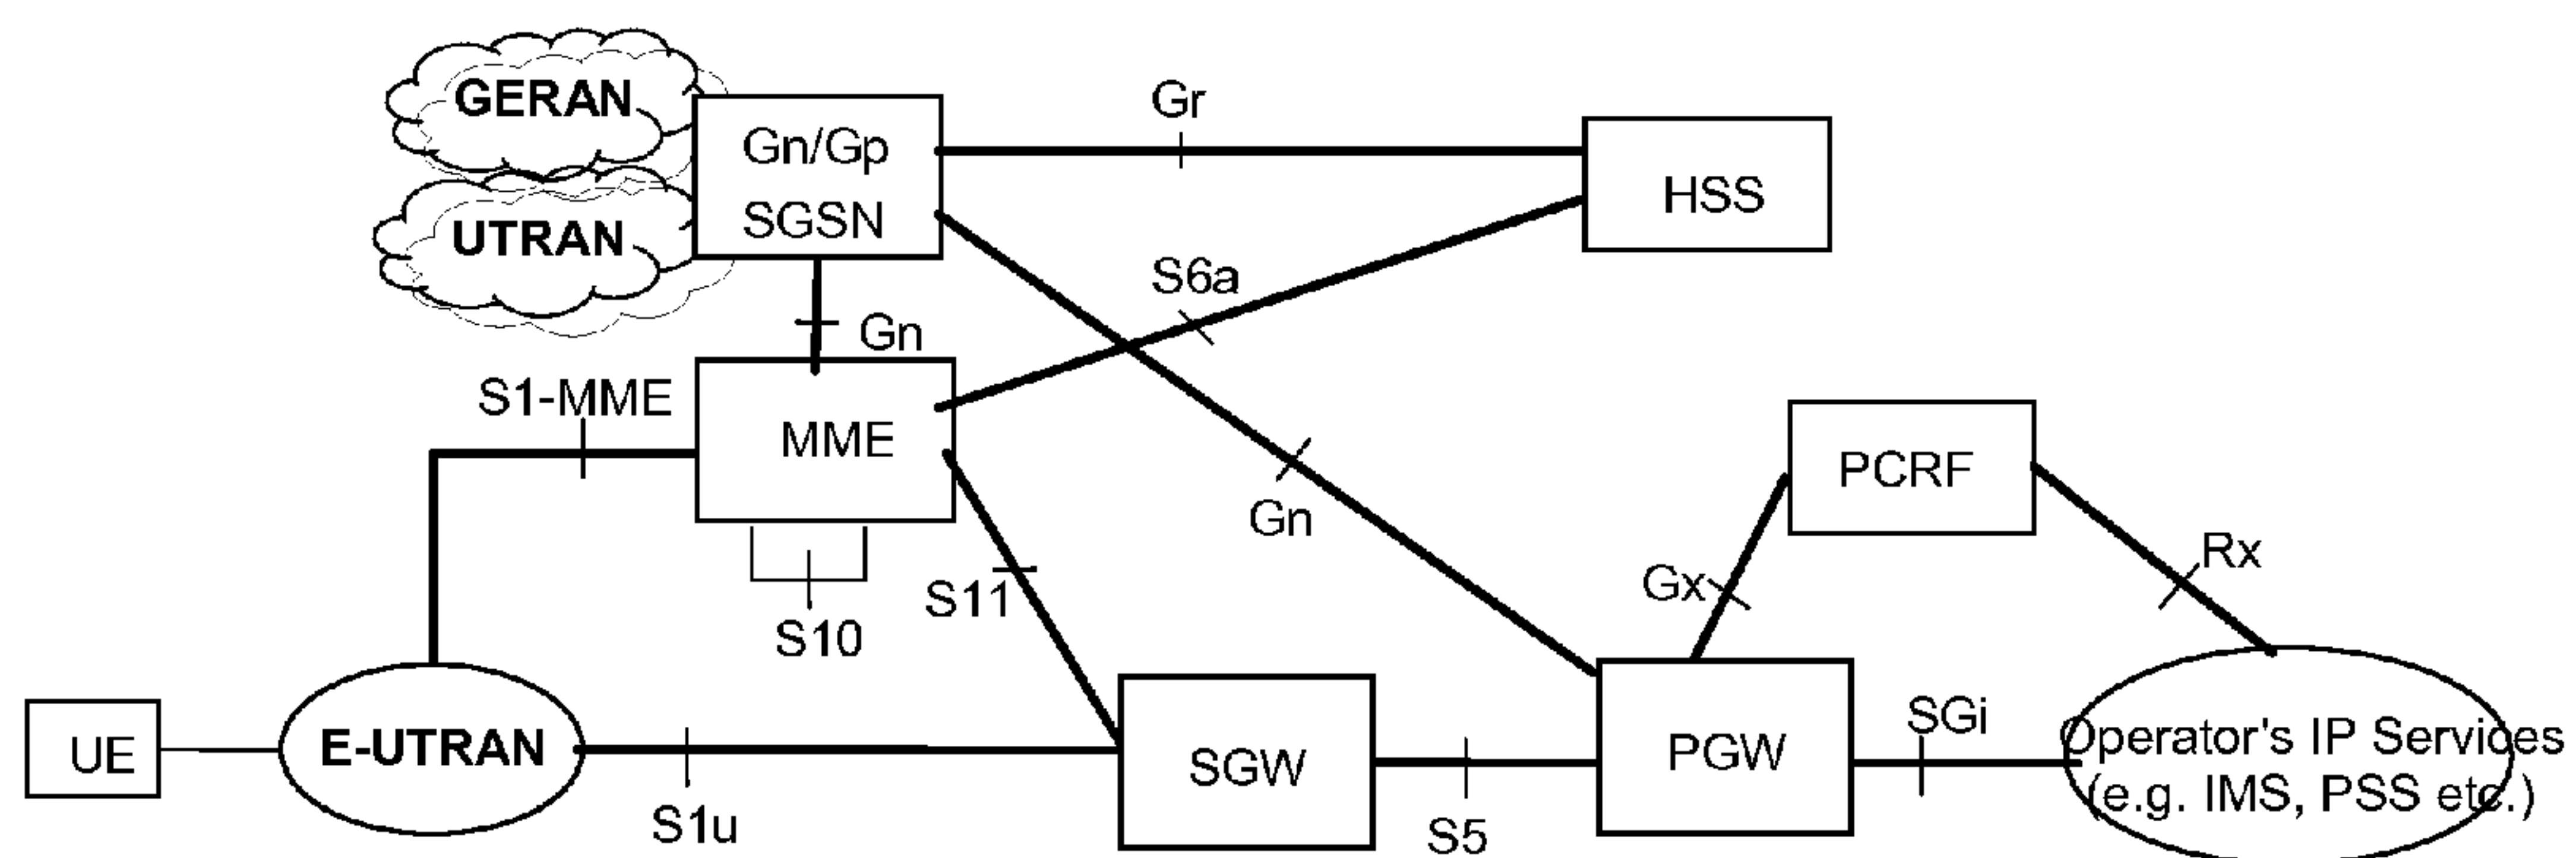 GERAN
Gn/Gp
SGSN
UTRAN
Gr
HSS
S6a
Gn
S1-MME
MME
Gn
PCRF
Rx
Gx
S11
S10
UE
E-UTRAN
S1u
SGW
S5
PGW
SGi
Operator's IP Services
(e.g. IMS, PSS etc.)